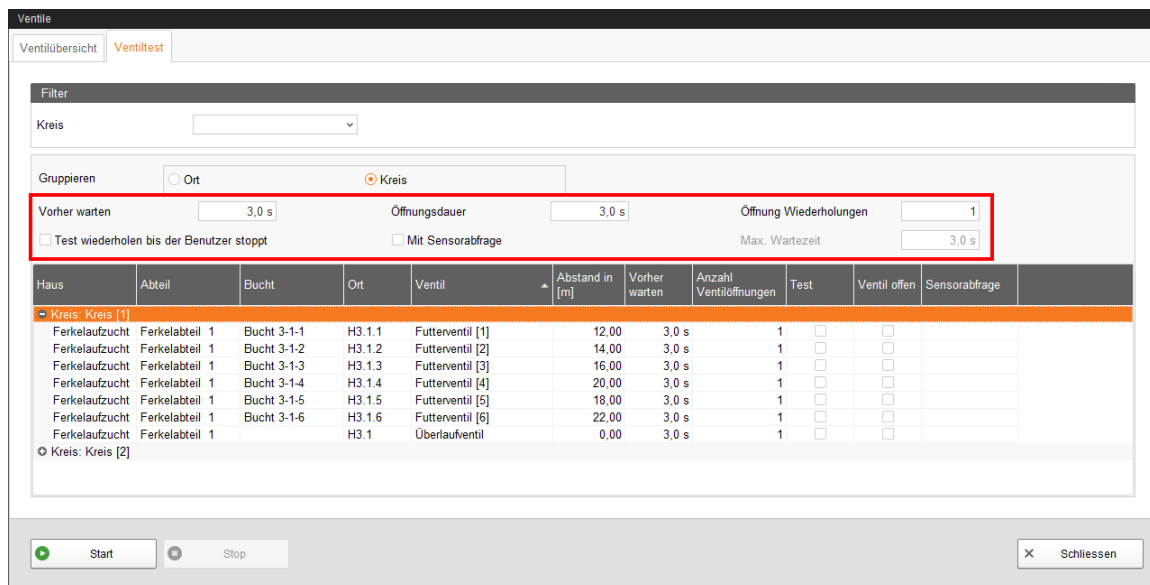 Ventile
Ventilübersicht Ventiltest
Filter
Kreis
Gruppieren Ort Kreis
Vorher warten 3,0 s Öffnungsdauer 3,0 s Öffnung Wiederholungen 1
Test wiederholen bis der Benutzer stoppt Mit Sensorabfrage Max. Wartezeit 3,0 s
Haus Abteil Bucht Ort Ventil Abstand in [m] Vorher warten Anzahl Ventilöffnungen Test Ventil offen Sensorabfrage
Kreis: Kreis [1]
Ferkelaufzucht Ferkelabteil 1 Bucht 3-1-1 H3.1.1 Futterventil [1] 12,00 3,0 s 1
Ferkelaufzucht Ferkelabteil 1 Bucht 3-1-2 H3.1.2 Futterventil [2] 14,00 3,0 s 1
Ferkelaufzucht Ferkelabteil 1 Bucht 3-1-3 H3.1.3 Futterventil [3] 16,00 3,0 s 1
Ferkelaufzucht Ferkelabteil 1 Bucht 3-1-4 H3.1.4 Futterventil [4] 20,00 3,0 s 1
Ferkelaufzucht Ferkelabteil 1 Bucht 3-1-5 H3.1.5 Futterventil [5] 18,00 3,0 s 1
Ferkelaufzucht Ferkelabteil 1 Bucht 3-1-6 H3.1.6 Futterventil [6] 22,00 3,0 s 1
Ferkelaufzucht Ferkelabteil 1 H3.1 Überlaufventil 0,00 3,0 s 1
Kreis: Kreis [2]
Start Stop Schliessen